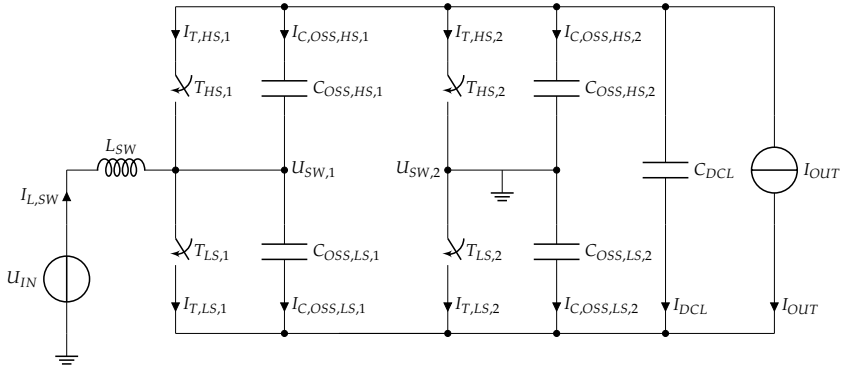 I_{T,HS,1} I_{C,OSS,HS,1} I_{T,HS,2} I_{C,OSS,HS,2}
T_{HS,1} C_{OSS,HS,1} T_{HS,2} C_{OSS,HS,2}
L_{SW} U_{SW,1} U_{SW,2} C_{DCL} I_{OUT}
I_{L,SW}
T_{LS,1} C_{OSS,LS,1} T_{LS,2} C_{OSS,LS,2}
U_{IN}
I_{T,LS,1} I_{C,OSS,LS,1} I_{T,LS,2} I_{C,OSS,LS,2} I_{DCL} I_{OUT}